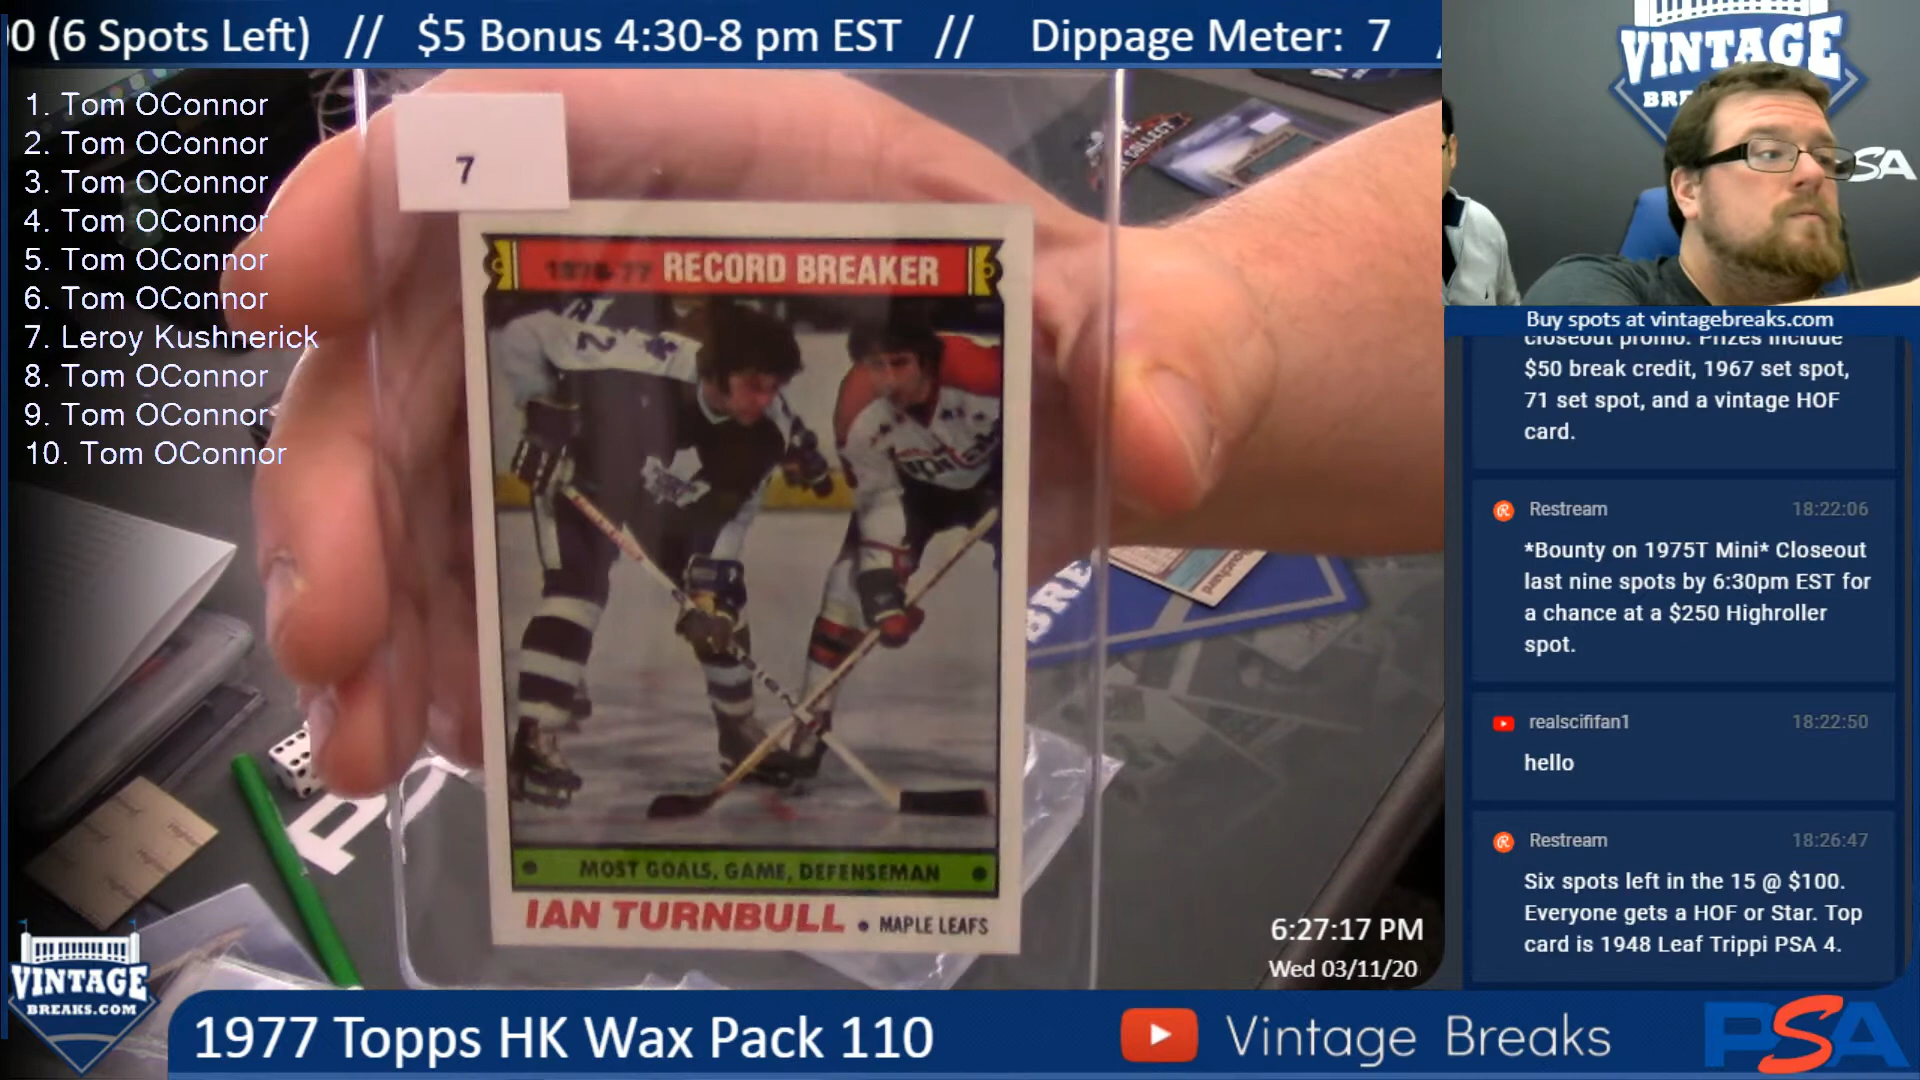 00 (6 Spots Left) // $5 Bonus 4:30-8 pm EST // Dippage Meter: 7
1. Tom OConnor
2. Tom OConnor
3. Tom OConnor
4. Tom OConnor
5. Tom OConnor
6. Tom OConnor
7. Leroy Kushnerick
8. Tom OConnor
9. Tom OConnor
10. Tom OConnor
7
1976-77 RECORD BREAKER
2
MOST GOALS, GAME, DEFENSEMAN
IAN TURNBULL • MAPLE LEAFS
COLLECT
BRE
6:27:17 PM
Wed 03/11/20
VINTAGE
BRE
PSA
Buy spots at vintagebreaks.com
closeout promo. Prizes include
$50 break credit, 1967 set spot,
71 set spot, and a vintage HOF
card.
Restream 18:22:06
*Bounty on 1975T Mini* Closeout
last nine spots by 6:30pm EST for
a chance at a $250 Highroller
spot.
realscififan1 18:22:50
hello
Restream 18:26:47
Six spots left in the 15 @ $100.
Everyone gets a HOF or Star. Top
card is 1948 Leaf Trippi PSA 4.
VINTAGE
BREAKS.COM
1977 Topps HK Wax Pack 110
Vintage Breaks
PSA